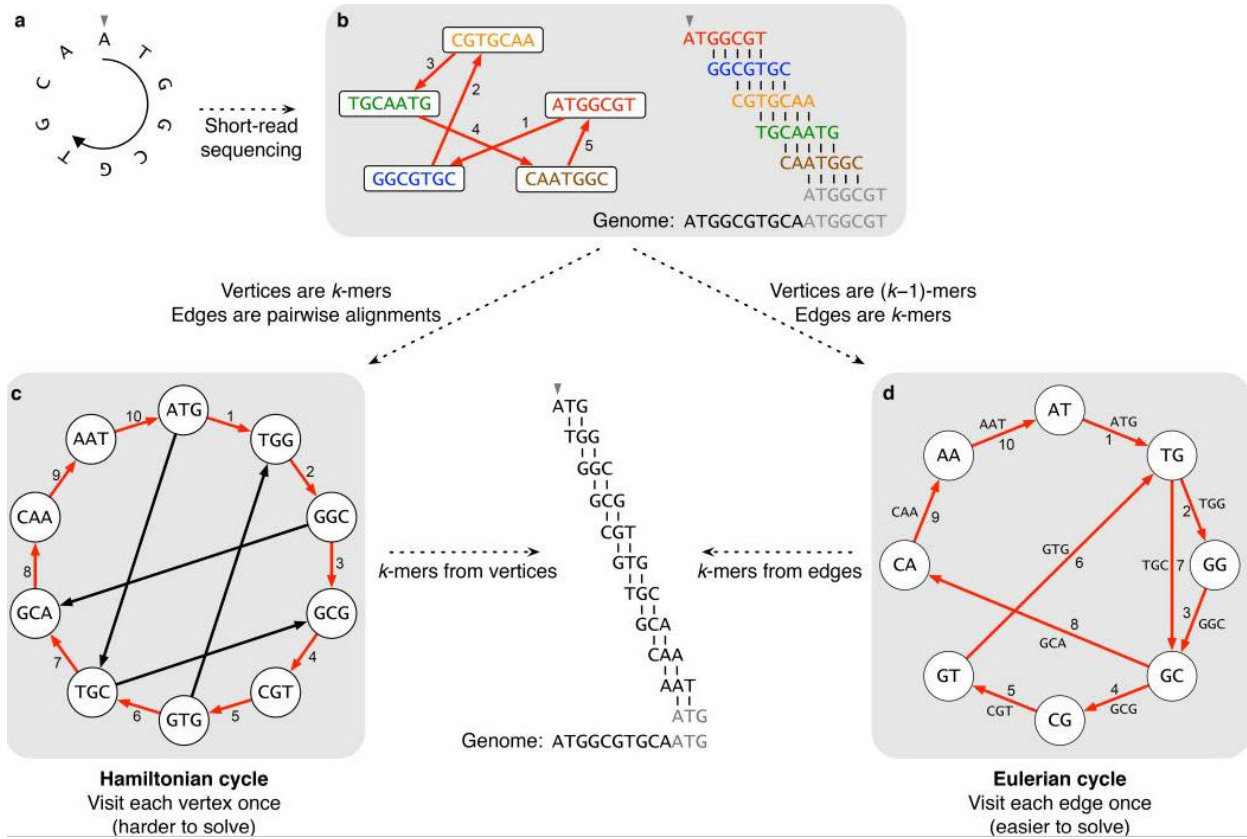 a
A
T
G
G
C
G
T
G
C
A
A
Short-read
sequencing
b
CGTGCAA
TGCAATG
ATGGCGT
GGCGTGC
CAATGGC
1
2
3
4
5
ATGGCGT
GGCGTGC
CGTGCAA
TGCAATG
CAATGGC
ATGGCGT
Genome: ATGGCGTGCAATGGCGT
Vertices are k-mers
Edges are pairwise alignments
Vertices are (k–1)-mers
Edges are k-mers
c
ATG
1
TGG
2
GGC
3
GCG
4
CGT
5
GTG
6
TGC
7
GCA
8
CAA
9
AAT
10
Hamiltonian cycle
Visit each vertex once
(harder to solve)
k-mers from vertices
ATG
TGG
GGC
GCG
CGT
GTG
TGC
GCA
CAA
AAT
ATG
Genome: ATGGCGTGCAATG
k-mers from edges
d
AT
ATG
1
TG
2 TGG
GG
3
GGC
GC
4
GCG
CG
5
CGT
GT
GTG
6
TGC 7
8
GCA
CA
CAA 9
AA
AAT
10
Eulerian cycle
Visit each edge once
(easier to solve)